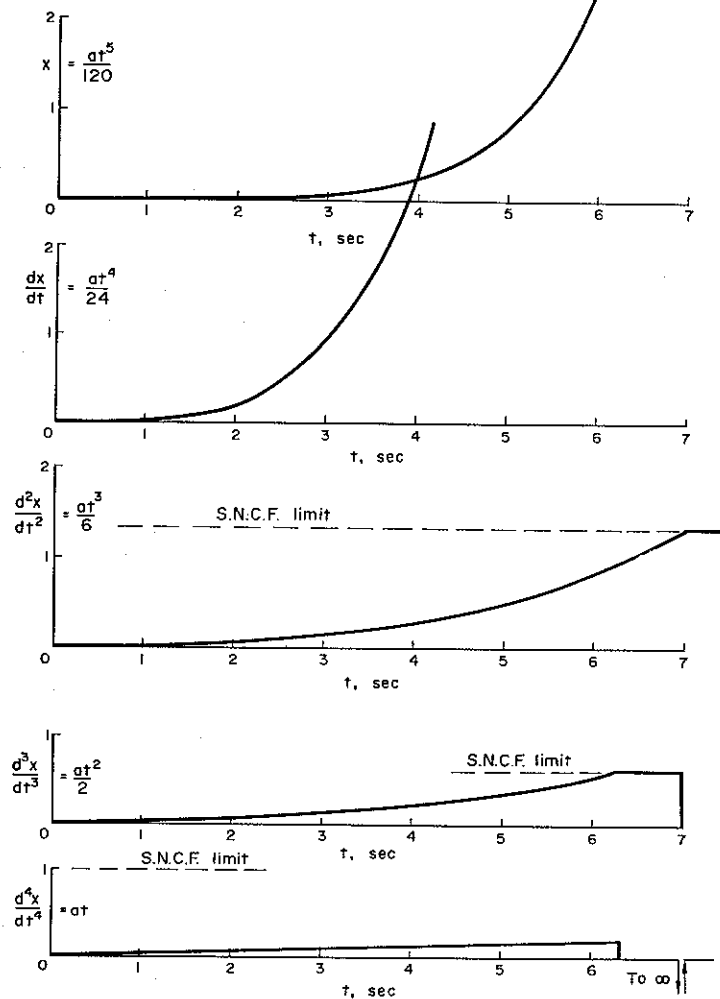 2
x = at⁵/120
1
0
1 2 3 4 5 6 7
t, sec
2
dx/dt = at⁴/24
1
0
1 2 3 4 5 6 7
t, sec
2
d²x/dt² = at³/6
S.N.C.F. limit
1
0
1 2 3 4 5 6 7
t, sec
1
d³x/dt³ = at²/2
S.N.C.F. limit
0
1 2 3 4 5 6 7
t, sec
1
S.N.C.F. limit
d⁴x/dt⁴ = at
0
1 2 3 4 5 6
To ∞
t, sec